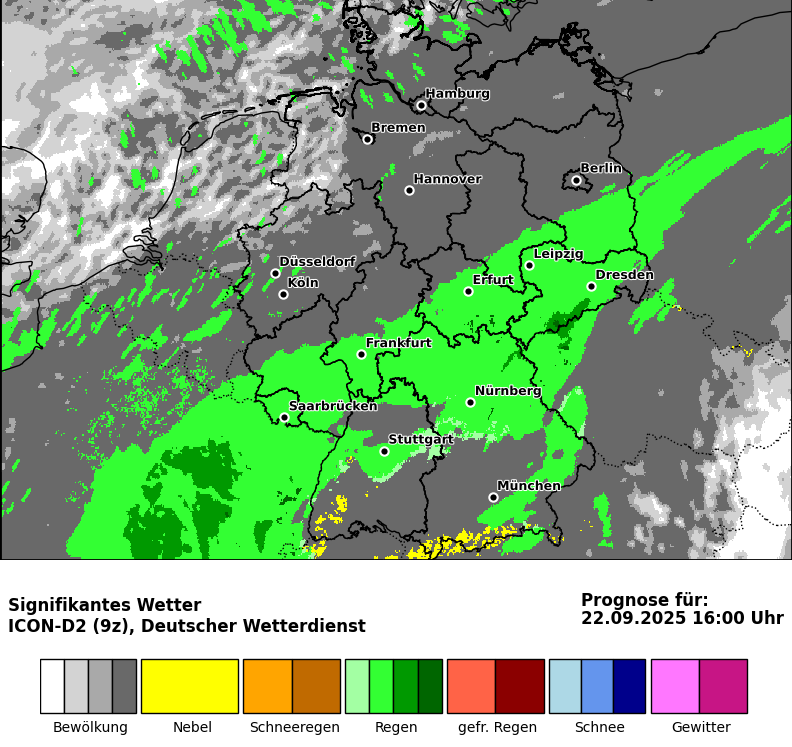 Hamburg
Bremen
Berlin
Hannover
Leipzig
Düsseldorf
Dresden
Erfurt
Köln
Frankfurt
Nürnberg
Saarbrücken
Stuttgart
München
Signifikantes Wetter
ICON-D2 (9z), Deutscher Wetterdienst
Prognose für:
22.09.2025 16:00 Uhr
Bewölkung Nebel Schneeregen Regen gefr. Regen Schnee Gewitter